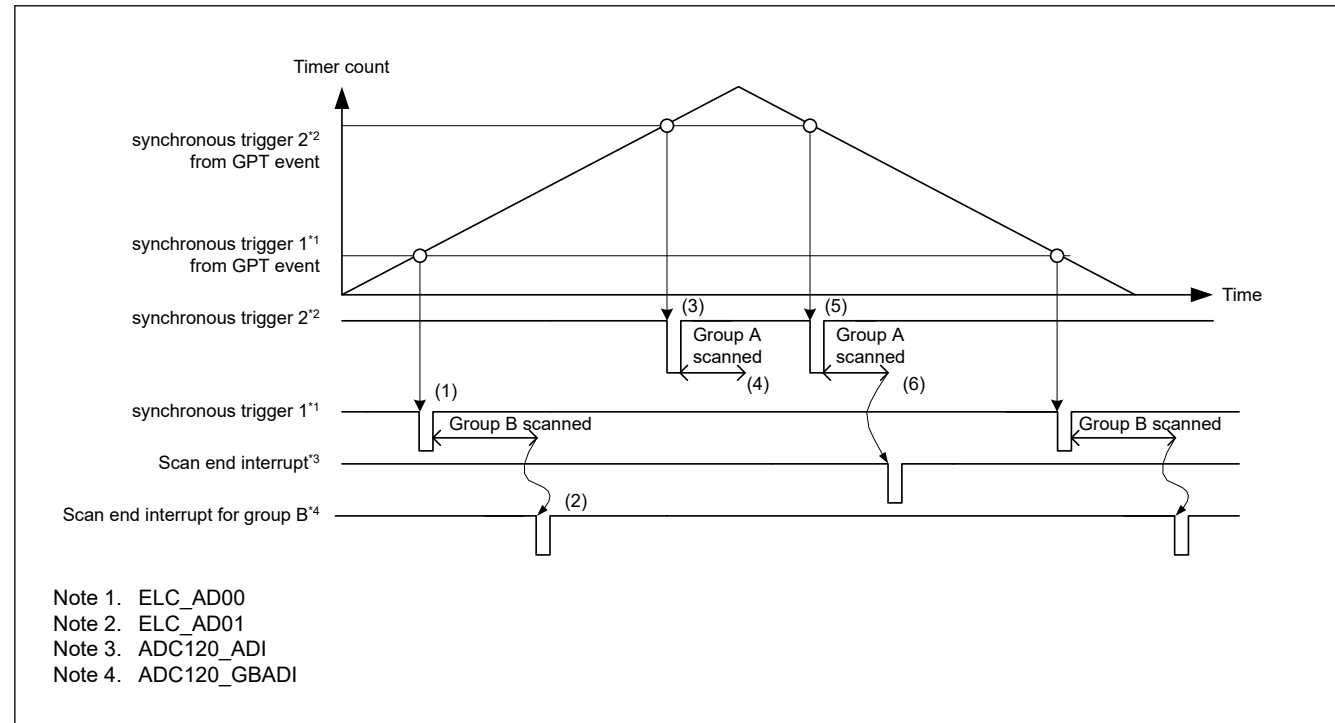 Timer count
synchronous trigger 2*2
from GPT event
synchronous trigger 1*1
from GPT event
Time
synchronous trigger 2*2
(3)
(5)
Group A
scanned
Group A
scanned
(4)
(6)
(1)
synchronous trigger 1*1
Group B scanned
Group B scanned
Scan end interrupt*3
(2)
Scan end interrupt for group B*4
Note 1. ELC_AD00
Note 2. ELC_AD01
Note 3. ADC120_ADI
Note 4. ADC120_GBADI